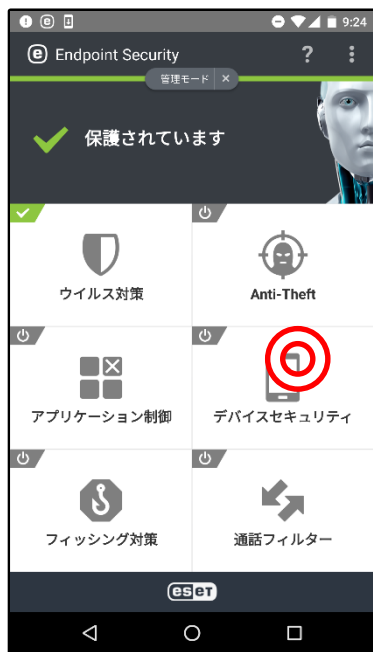 9:24
e Endpoint Security ?
管理モード ×
保護されています
ウイルス対策
Anti-Theft
アプリケーション制御
デバイスセキュリティ
フィッシング対策
通話フィルター
eseT